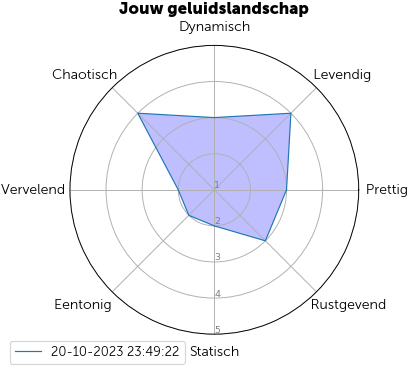 Jouw geluidslandschap
Dynamisch
Chaotisch
Levendig
Vervelend
1
Prettig
2
3
4
Eentonig
Rustgevend
5
20-10-2023 23:49:22
Statisch